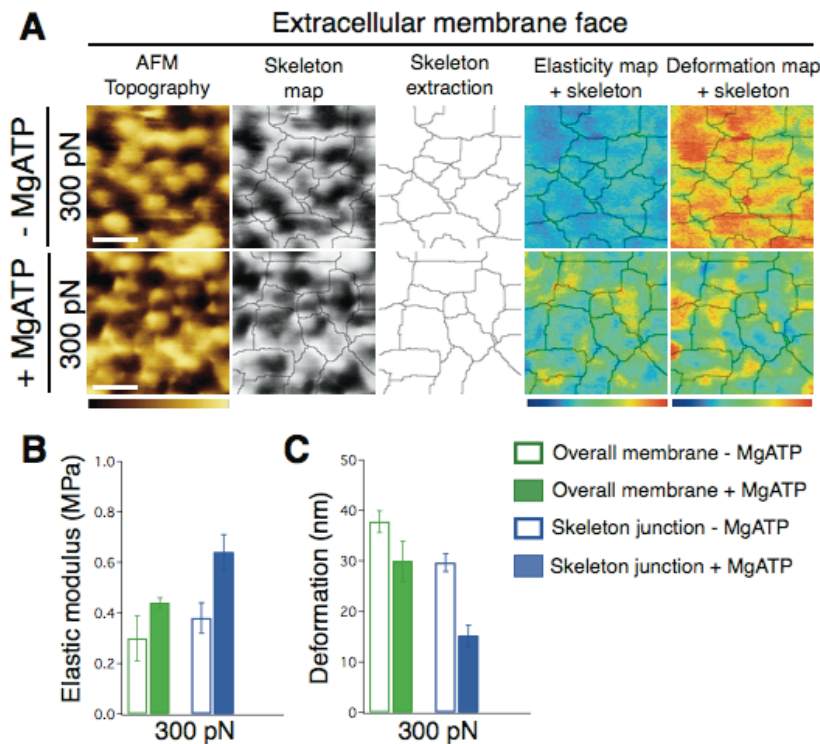 A
Extracellular membrane face
AFM
Topography
Skeleton
map
Skeleton
extraction
Elasticity map
+ skeleton
Deformation map
+ skeleton
- MgATP
300 pN
+ MgATP
300 pN
B
Elastic modulus (MPa)
1.0
0.8
0.6
0.4
0.2
0.0
300 pN
C
Deformation (nm)
50
40
30
20
10
0
300 pN
Overall membrane - MgATP
Overall membrane + MgATP
Skeleton junction - MgATP
Skeleton junction + MgATP